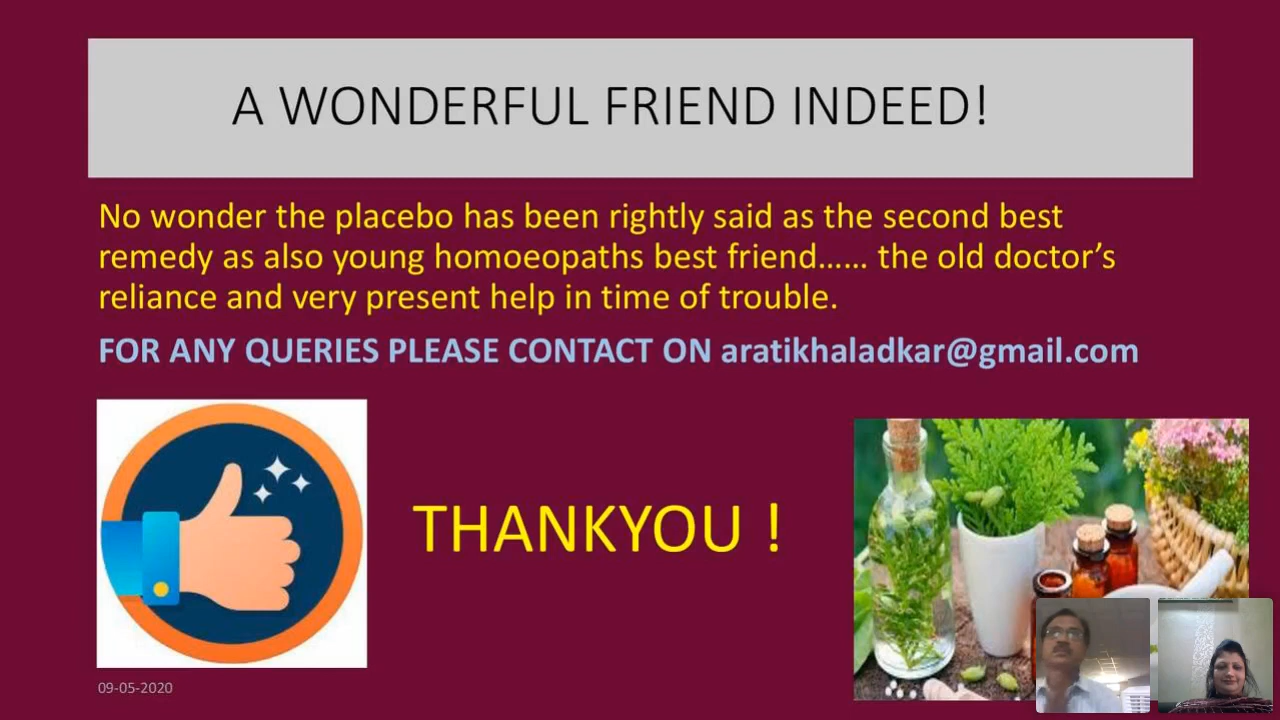 A WONDERFUL FRIEND INDEED!
No wonder the placebo has been rightly said as the second best
remedy as also young homoeopaths best friend...... the old doctor's
reliance and very present help in time of trouble.
FOR ANY QUERIES PLEASE CONTACT ON aratikhaladkar@gmail.com
THANKYOU !
09-05-2020